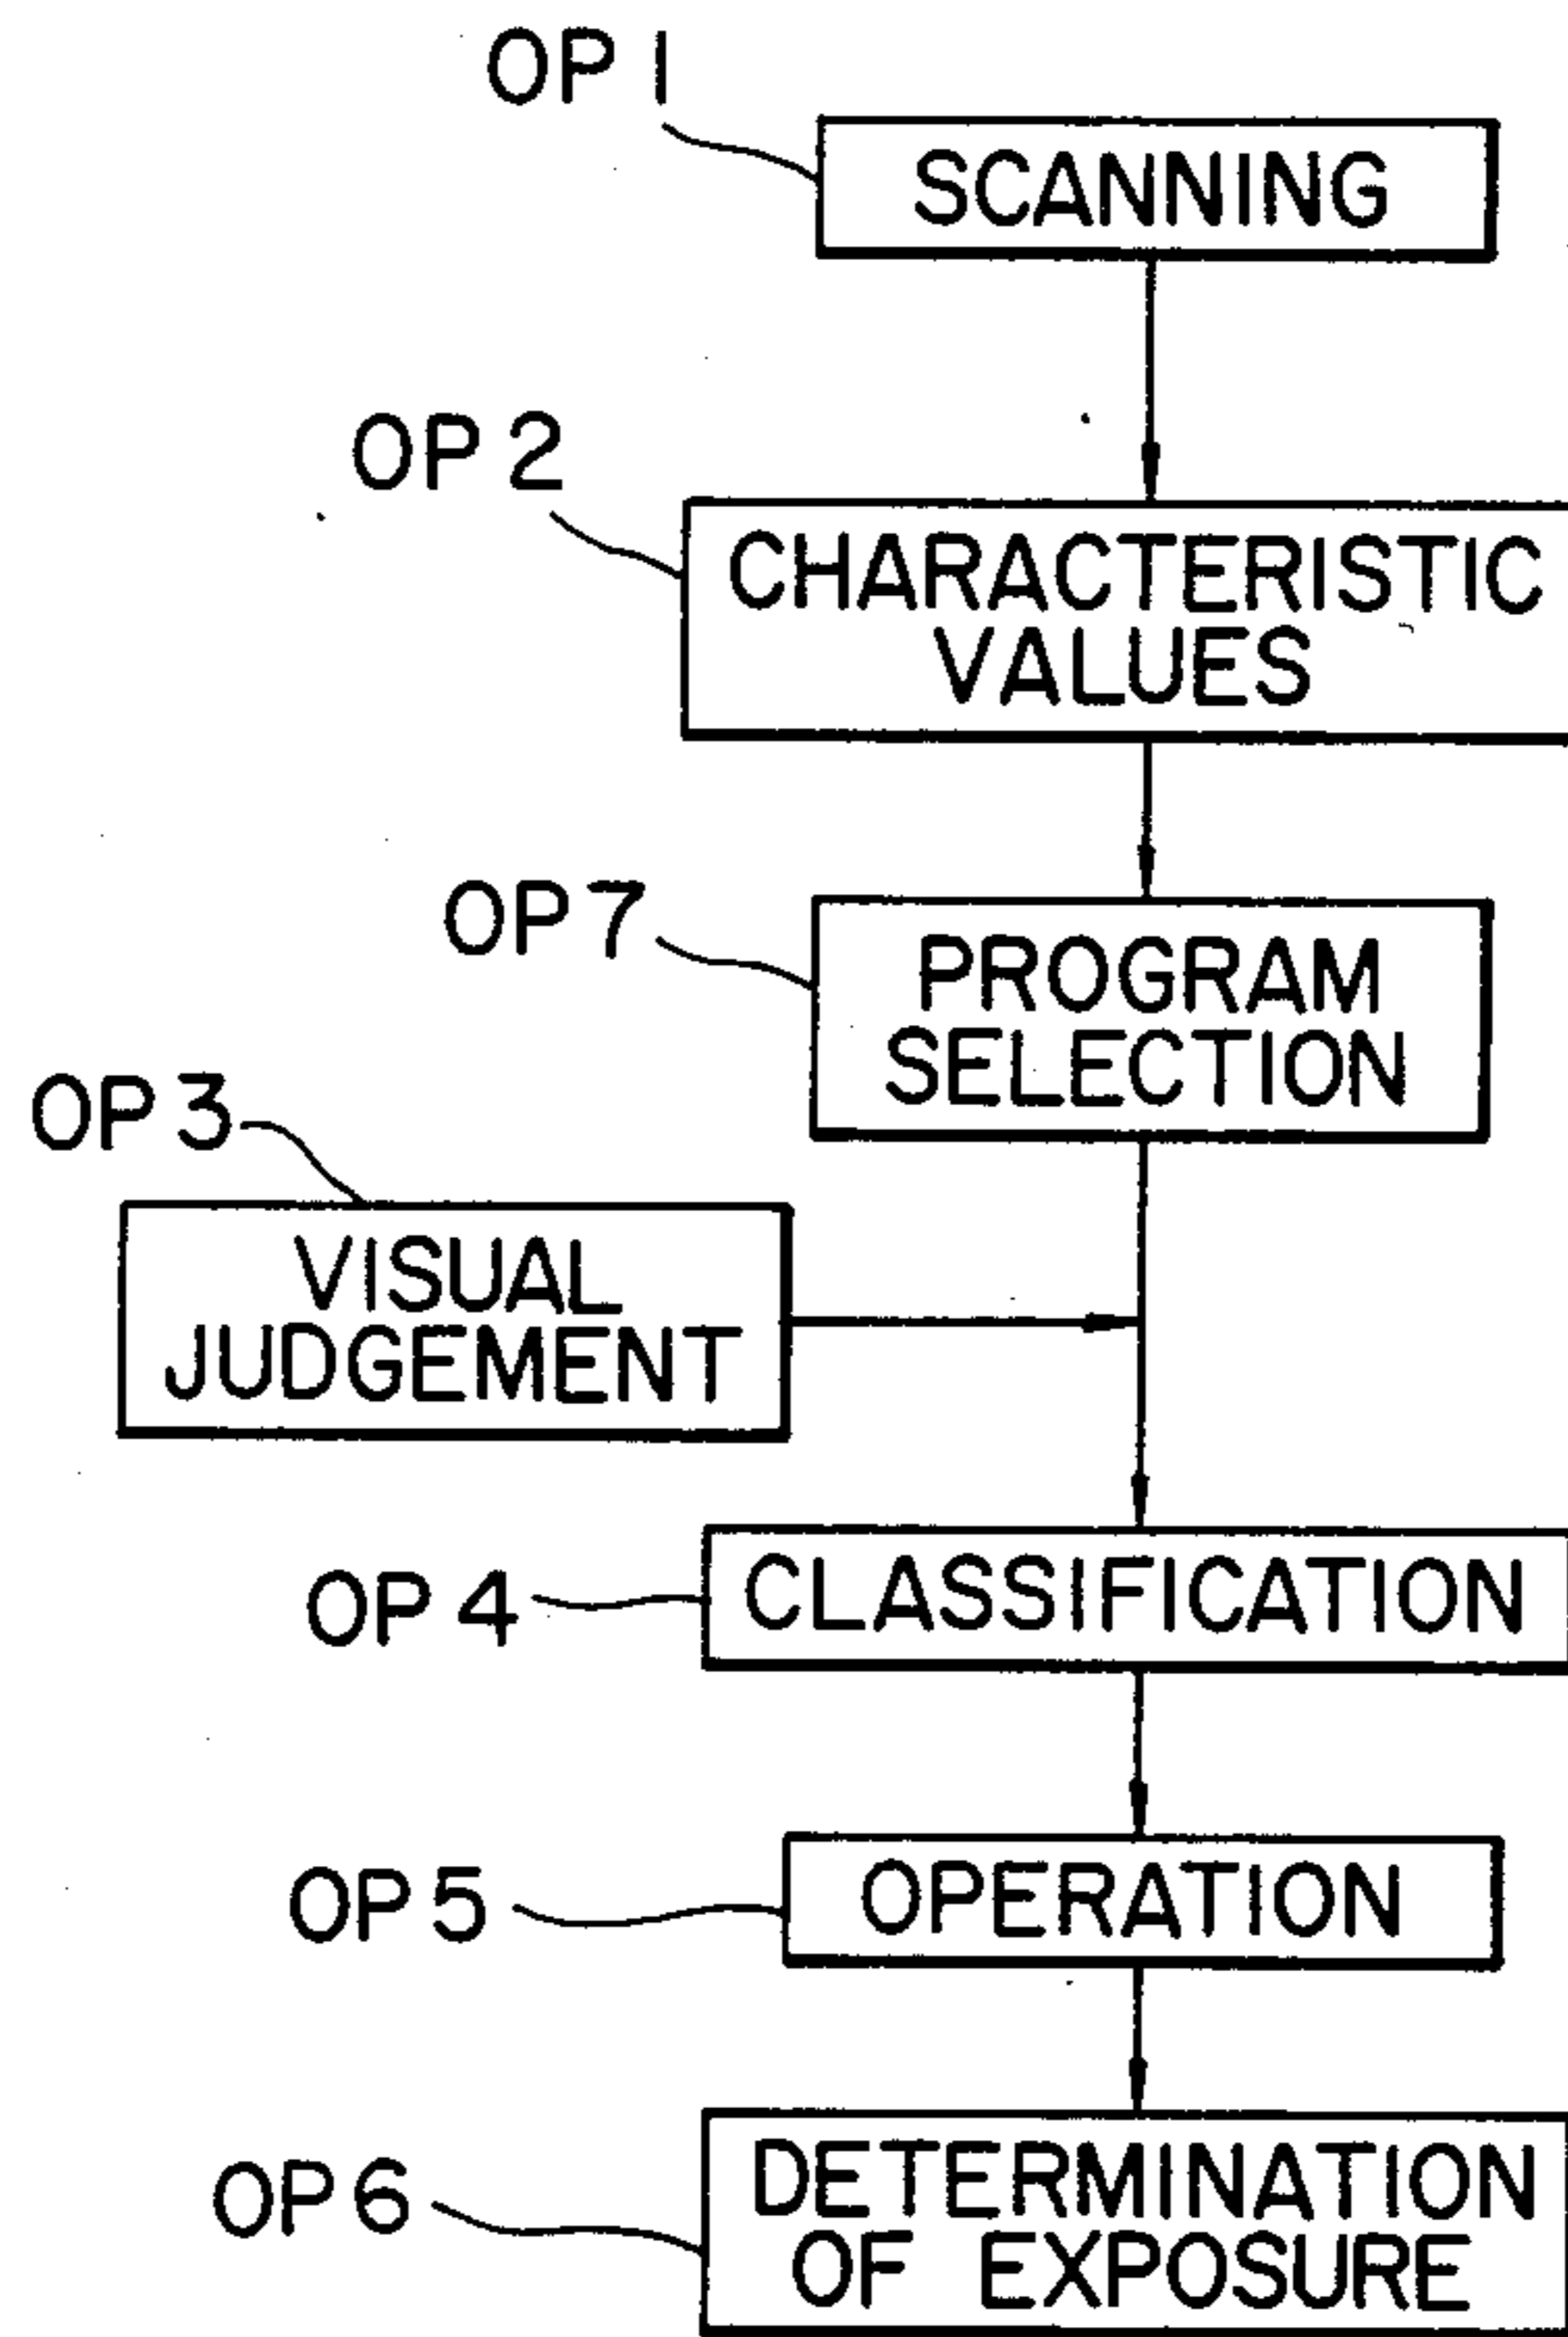 OP 1
SCANNING
OP 2
CHARACTERISTIC
VALUES
OP 7
PROGRAM
SELECTION
OP 3
VISUAL
JUDGEMENT
OP 4
CLASSIFICATION
OP 5
OPERATION
OP 6
DETERMINATION
OF EXPOSURE